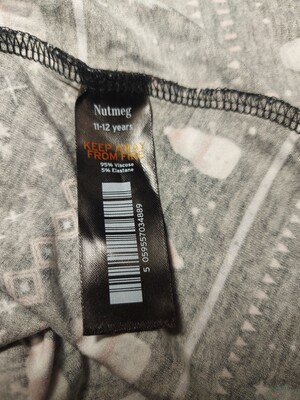 Nutmeg
11-12 years
KEEP AWAY
FROM FIRE
95% Viscose
5% Elastane
5 059557 034889